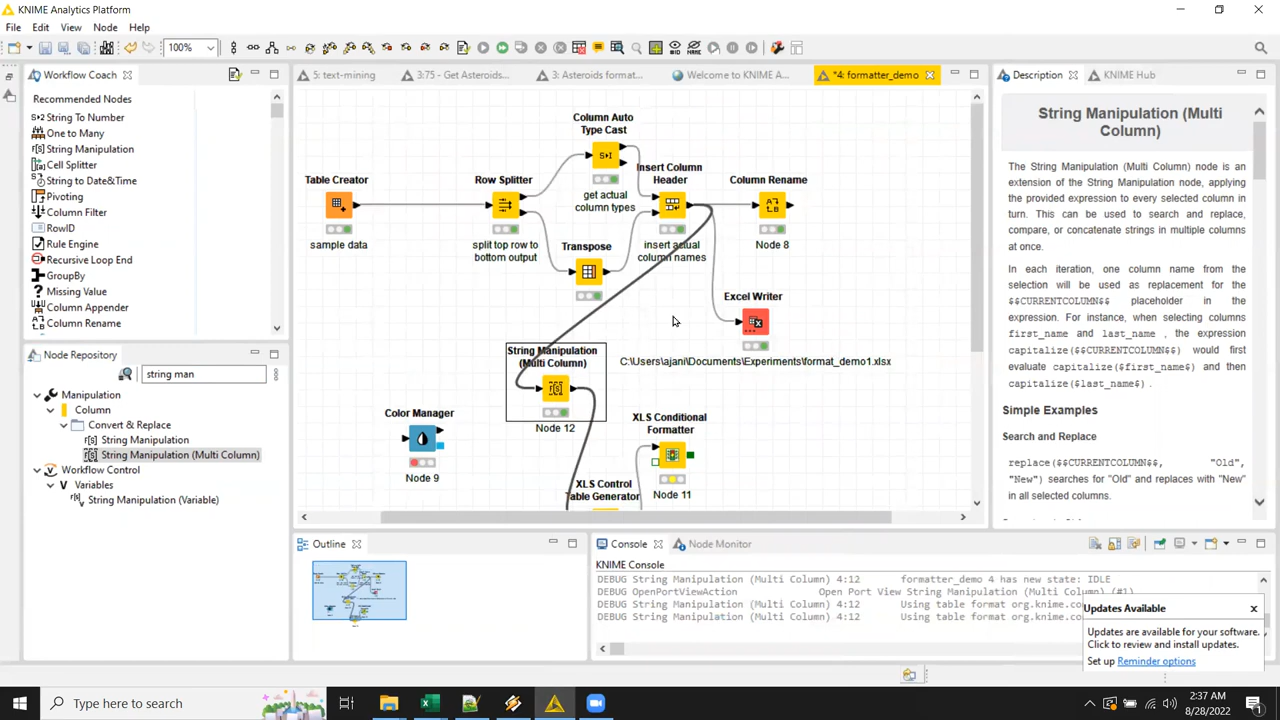 KNIME Analytics Platform
File Edit View Node Help
100%
Workflow Coach
5: text-mining
3:75 - Get Asteroids...
3: Asteroids format...
Welcome to KNIME A...
*4: formatter_demo
Description
KNIME Hub
Recommended Nodes
String To Number
One to Many
String Manipulation
Cell Splitter
String to Date&Time
Pivoting
Column Filter
RowID
Rule Engine
Recursive Loop End
GroupBy
Missing Value
Column Appender
Column Rename
Node Repository
string man
Manipulation
Column
Convert & Replace
String Manipulation
String Manipulation (Multi Column)
Workflow Control
Variables
String Manipulation (Variable)
Column Auto
Type Cast
get actual
column types
Table Creator
sample data
Row Splitter
split top row to
bottom output
Transpose
Insert Column
Header
insert actual
column names
Column Rename
Node 8
Excel Writer
C:\Users\ajani\Documents\Experiments\format_demo1.xlsx
String Manipulation
(Multi Column)
Node 12
Color Manager
Node 9
XLS Conditional
Formatter
Node 11
XLS Control
Table Generator
String Manipulation (Multi
Column)
The String Manipulation (Multi Column) node is an
extension of the String Manipulation node, applying
the provided expression to every selected column in
turn. This can be used to search and replace,
compare, or concatenate strings in multiple columns
at once.
In each iteration, one column name from the
selection will be used as replacement for the
$$CURRENTCOLUMN$$ placeholder in the
expression. For instance, when selecting columns
first_name and last_name , the expression
capitalize($$CURRENTCOLUMN$$) would first
evaluate capitalize($first_name$) and then
capitalize($last_name$) .
Simple Examples
Search and Replace
replace($$CURRENTCOLUMN$$, "Old",
"New") searches for "Old" and replaces with "New"
in all selected columns.
Outline
Console
Node Monitor
KNIME Console
DEBUG String Manipulation (Multi Column) 4:12 formatter_demo 4 has new state: IDLE
DEBUG OpenPortViewAction Open Port View String Manipulation (Multi Column) (#1)
DEBUG String Manipulation (Multi Column) 4:12 Using table format org.knime.co
DEBUG String Manipulation (Multi Column) 4:12 Using table format org.knime.co
Updates Available
Updates are available for your software.
Click to review and install updates.
Set up Reminder options
Type here to search
2:37 AM
8/28/2022